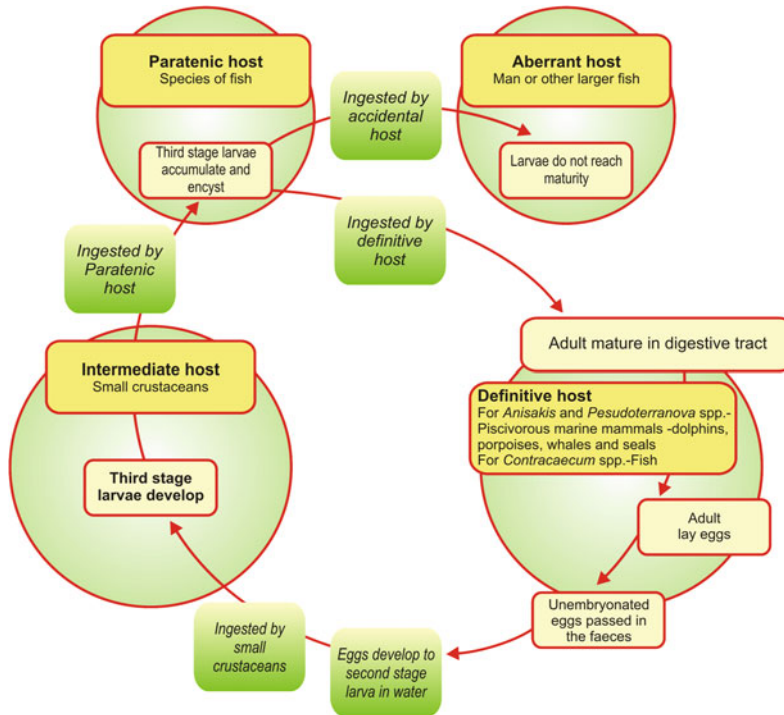 Paratenic host
Species of fish
Third stage larvae
accumulate and
encyst
Ingested by
accidental
host
Aberrant host
Man or other larger fish
Larvae do not reach
maturity
Ingested by
definitive
host
Adult mature in digestive tract
Definitive host
For Anisakis and Pesudoterranova spp.-
Piscivorous marine mammals -dolphins,
porpoises, whales and seals
For Contracaecum spp.-Fish
Adult
lay eggs
Unembryonated
eggs passed in
the faeces
Eggs develop to
second stage
larva in water
Ingested by
small
crustaceans
Intermediate host
Small crustaceans
Third stage
larvae develop
Ingested by
Paratenic
host